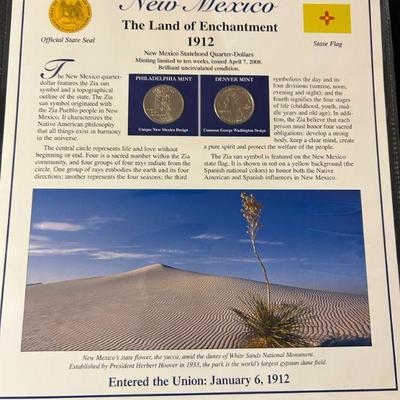 New Mexico
The Land of Enchantment
1912
Official State Seal
State Flag
New Mexico Statehood Quarter-Dollars
Minting limited to ten weeks, issued April 7, 2008.
Brilliant uncirculated condition.
The New Mexico quarter-
dollar features the Zia sun
symbol and a topographical
outline of the state. The Zia
sun symbol originated with
the Zia Pueblo people in New
Mexico. It characterizes the
Native American philosophy
that all things exist in harmony
in the universe.
The central circle represents life and love without
beginning or end. Four is a sacred number within the Zia
community, and four groups of four rays radiate from the
circle. One group of rays embodies the earth and its four
directions; another represents the four seasons; the third
PHILADELPHIA MINT
Unique New Mexico Design
DENVER MINT
Common George Washington Design
symbolizes the day and its
four divisions (sunrise, noon,
evening and night); and the
fourth signifies the four stages
of life (childhood, youth, mid-
dle years and old age). In addi-
tion, the Zia believe that each
person must honor four sacred
obligations: develop a strong
body, keep a clear mind, create
a pure spirit and protect the welfare of the people.
The Zia sun symbol is featured on the New Mexico
state flag. It is shown in red on a yellow background (the
Spanish national colors) to honor both the Native
American and Spanish influences in New Mexico.
New Mexico's state flower, the yucca, amid the dunes of White Sands National Monument.
Established by President Herbert Hoover in 1933, the park is the world's largest gypsum dune field.
Entered the Union: January 6, 1912